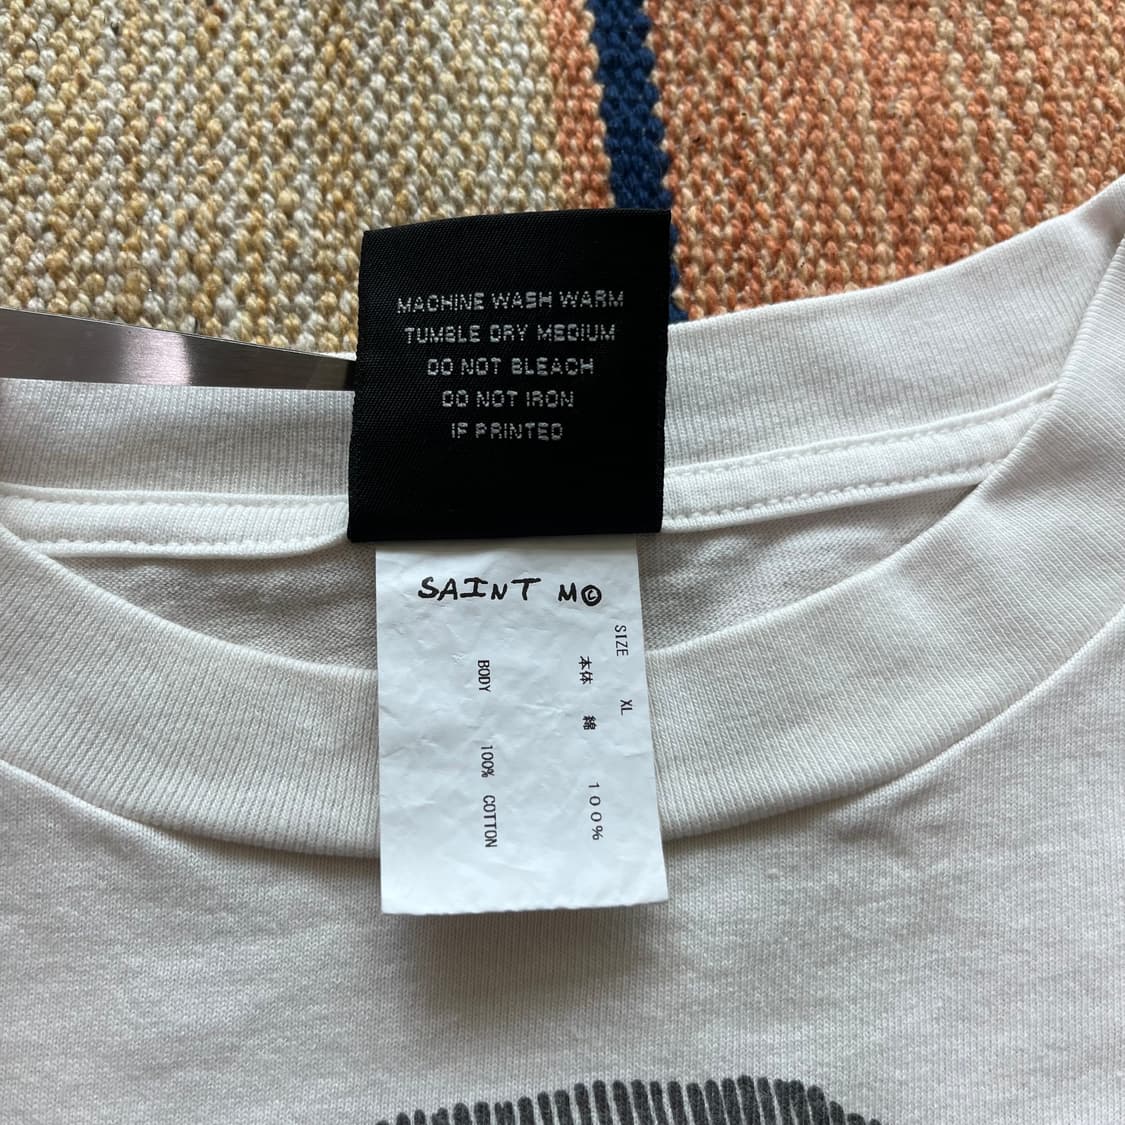 MACHINE WASH WARM
TUMBLE DRY MEDIUM
DO NOT BLEACH
DO NOT IRON
IF PRINTED
SAINT M©
SIZE XL
本体 綿 100%
BODY 100% COTTON